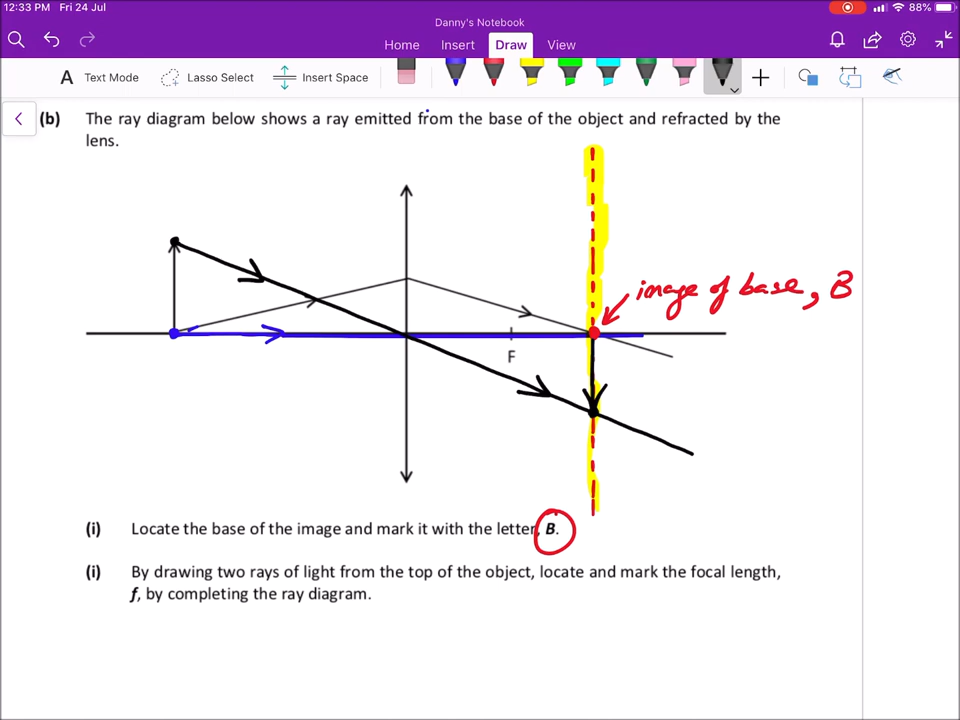 12:33 PM Fri 24 Jul
88%
Danny's Notebook
Home Insert Draw View
A Text Mode Lasso Select Insert Space
(b) The ray diagram below shows a ray emitted from the base of the object and refracted by the
lens.
image of base, B
F
(i) Locate the base of the image and mark it with the letter, B.
(i) By drawing two rays of light from the top of the object, locate and mark the focal length,
f, by completing the ray diagram.